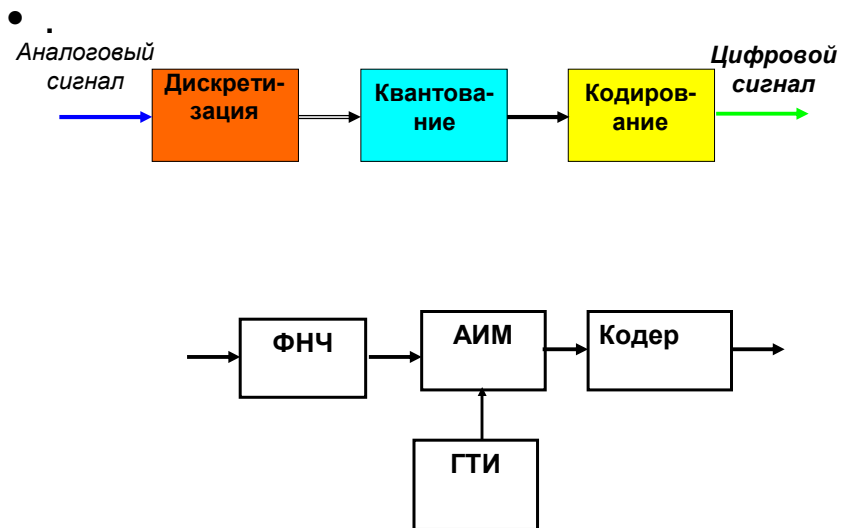 • .
Аналоговый
сигнал
Дискрети-
зация
Квантова-
ние
Кодиров-
ание
Цифровой
сигнал
ФНЧ
АИМ
Кодер
ГТИ